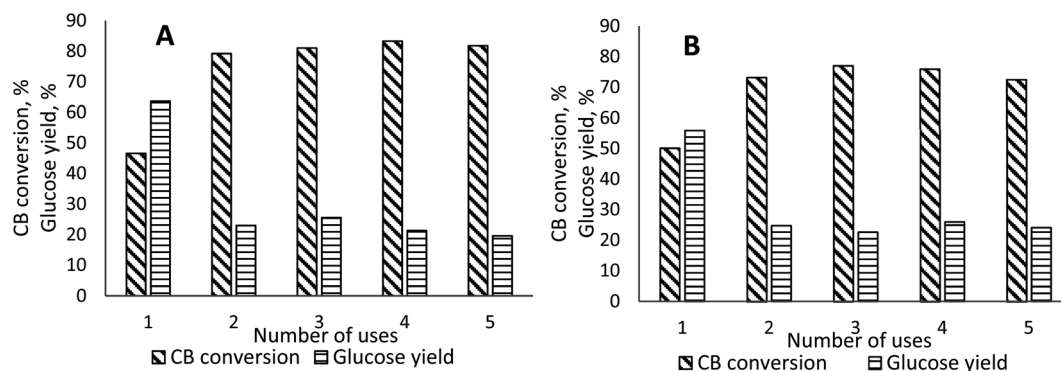 A
CB conversion, %
Glucose yield, %
90
80
70
60
50
40
30
20
10
0
1 2 3 4 5
Number of uses
CB conversion Glucose yield
B
CB conversion, %
Glucose yield, %
90
80
70
60
50
40
30
20
10
0
1 2 3 4 5
Number of uses
CB conversion Glucose yield